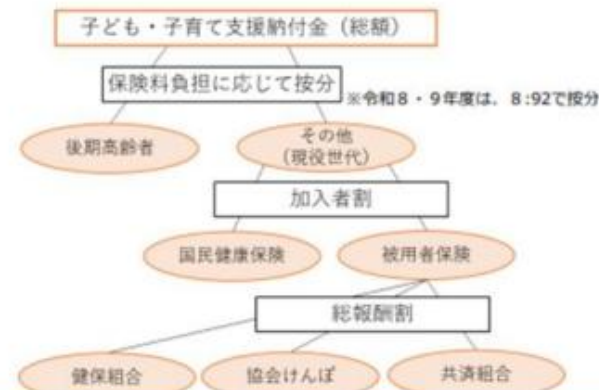 子ども・子育て支援納付金（総額）
保険料負担に応じて按分
※令和８・９年度は、8:92で按分
後期高齢者
その他
（現役世代）
加入者割
国民健康保険
被用者保険
総報酬割
健保組合
協会けんぽ
共済組合